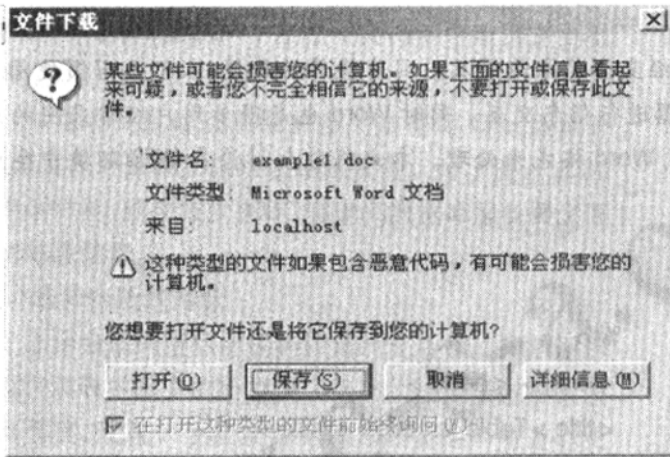 文件下载
某些文件可能会损害您的计算机。如果下面的文件信息看起
来可疑，或者您不完全相信它的来源，不要打开或保存此文
件。
文件名： example1.doc
文件类型： Microsoft Word 文档
来自： localhost
这种类型的文件如果包含恶意代码，有可能会损害您的
计算机。
您想要打开文件还是将它保存到您的计算机?
打开(O) 保存(S) 取消 详细信息(M)
在打开这种类型的文件前始终询问(W)